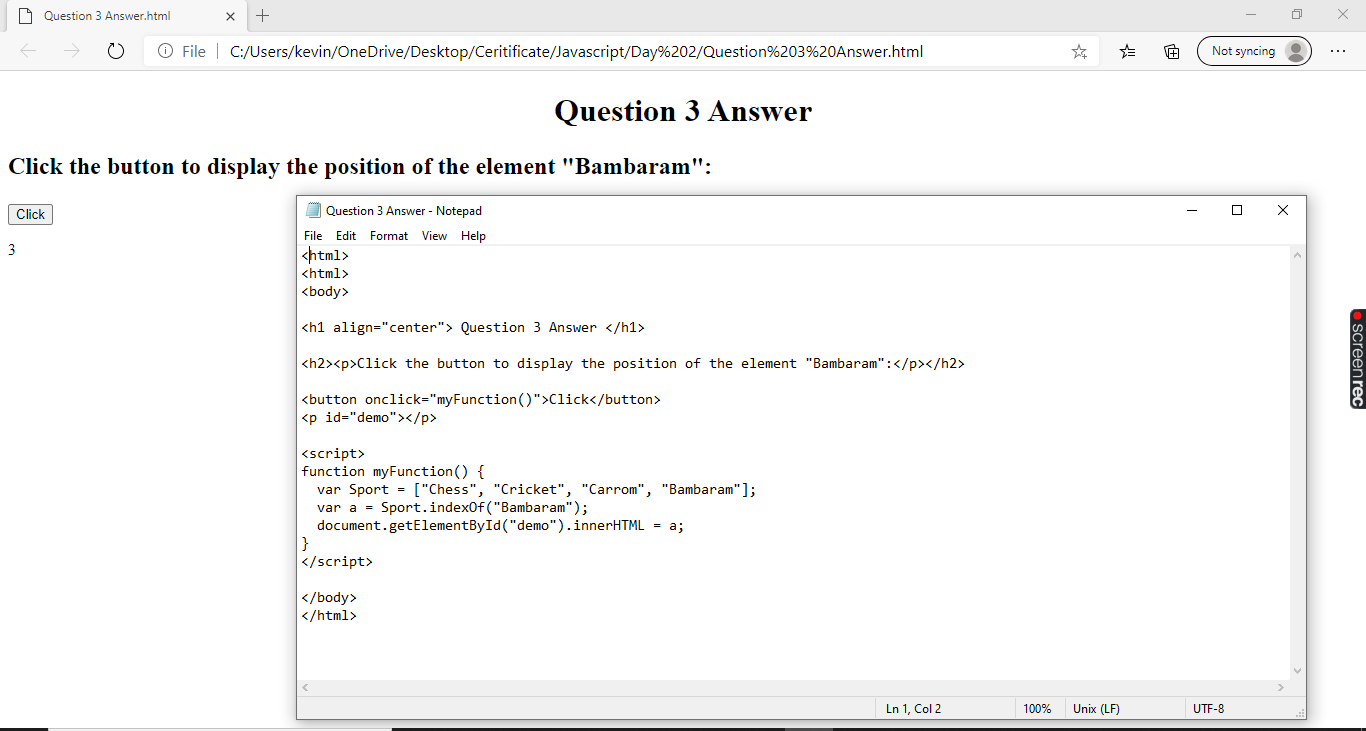 Question 3 Answer.html
File
C:/Users/kevin/OneDrive/Desktop/Ceritificate/Javascript/Day%202/Question%203%20Answer.html
Not syncing
Question 3 Answer
Click the button to display the position of the element "Bambaram":
Click
3
Question 3 Answer - Notepad
File Edit Format View Help
<html>
<html>
<body>
<h1 align="center"> Question 3 Answer </h1>
<h2><p>Click the button to display the position of the element "Bambaram":</p></h2>
<button onclick="myFunction()">Click</button>
<p id="demo"></p>
<script>
function myFunction() {
  var Sport = ["Chess", "Cricket", "Carrom", "Bambaram"];
  var a = Sport.indexOf("Bambaram");
  document.getElementById("demo").innerHTML = a;
}
</script>
</body>
</html>
Ln 1, Col 2 100% Unix (LF) UTF-8
screenrec